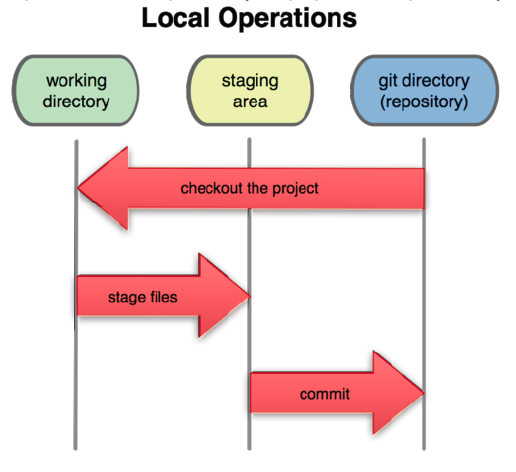 Local Operations
working
directory
staging
area
git directory
(repository)
checkout the project
stage files
commit